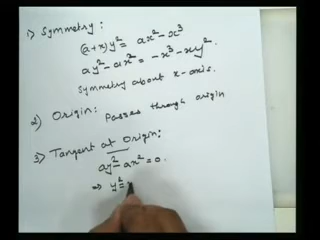 1) Symmetry:
(a+x)y² = ax² - x³
ay² - ax² = -x³ - xy².
Symmetry about x-axis.
2) Origin: Passes through origin
3) Tangent at Origin:
ay² - ax² = 0.
⇒ y² =